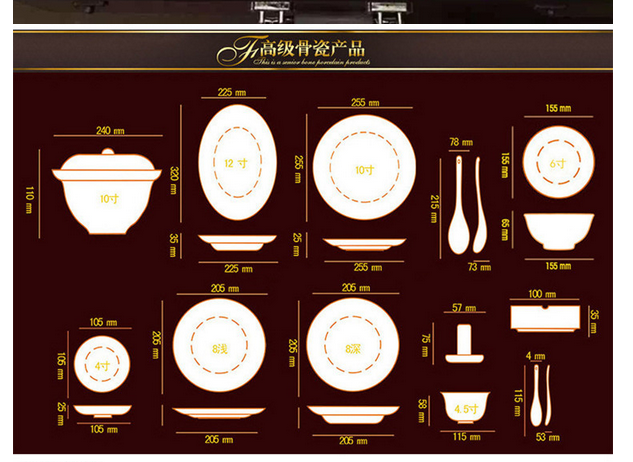 高级骨瓷产品
This is a senior bone porcelain products
240 mm
110 mm
10寸
225 mm
330 mm
12 寸
35 mm
225 mm
255 mm
255 mm
10寸
25 mm
255 mm
78 mm
215 mm
73 mm
155 mm
155 mm
6寸
65 mm
155 mm
105 mm
105 mm
4寸
25 mm
105 mm
205 mm
205 mm
8浅
205 mm
205 mm
205 mm
8深
205 mm
57 mm
75 mm
58 mm
4.5寸
115 mm
100 mm
35 mm
4 mm
115 mm
53 mm